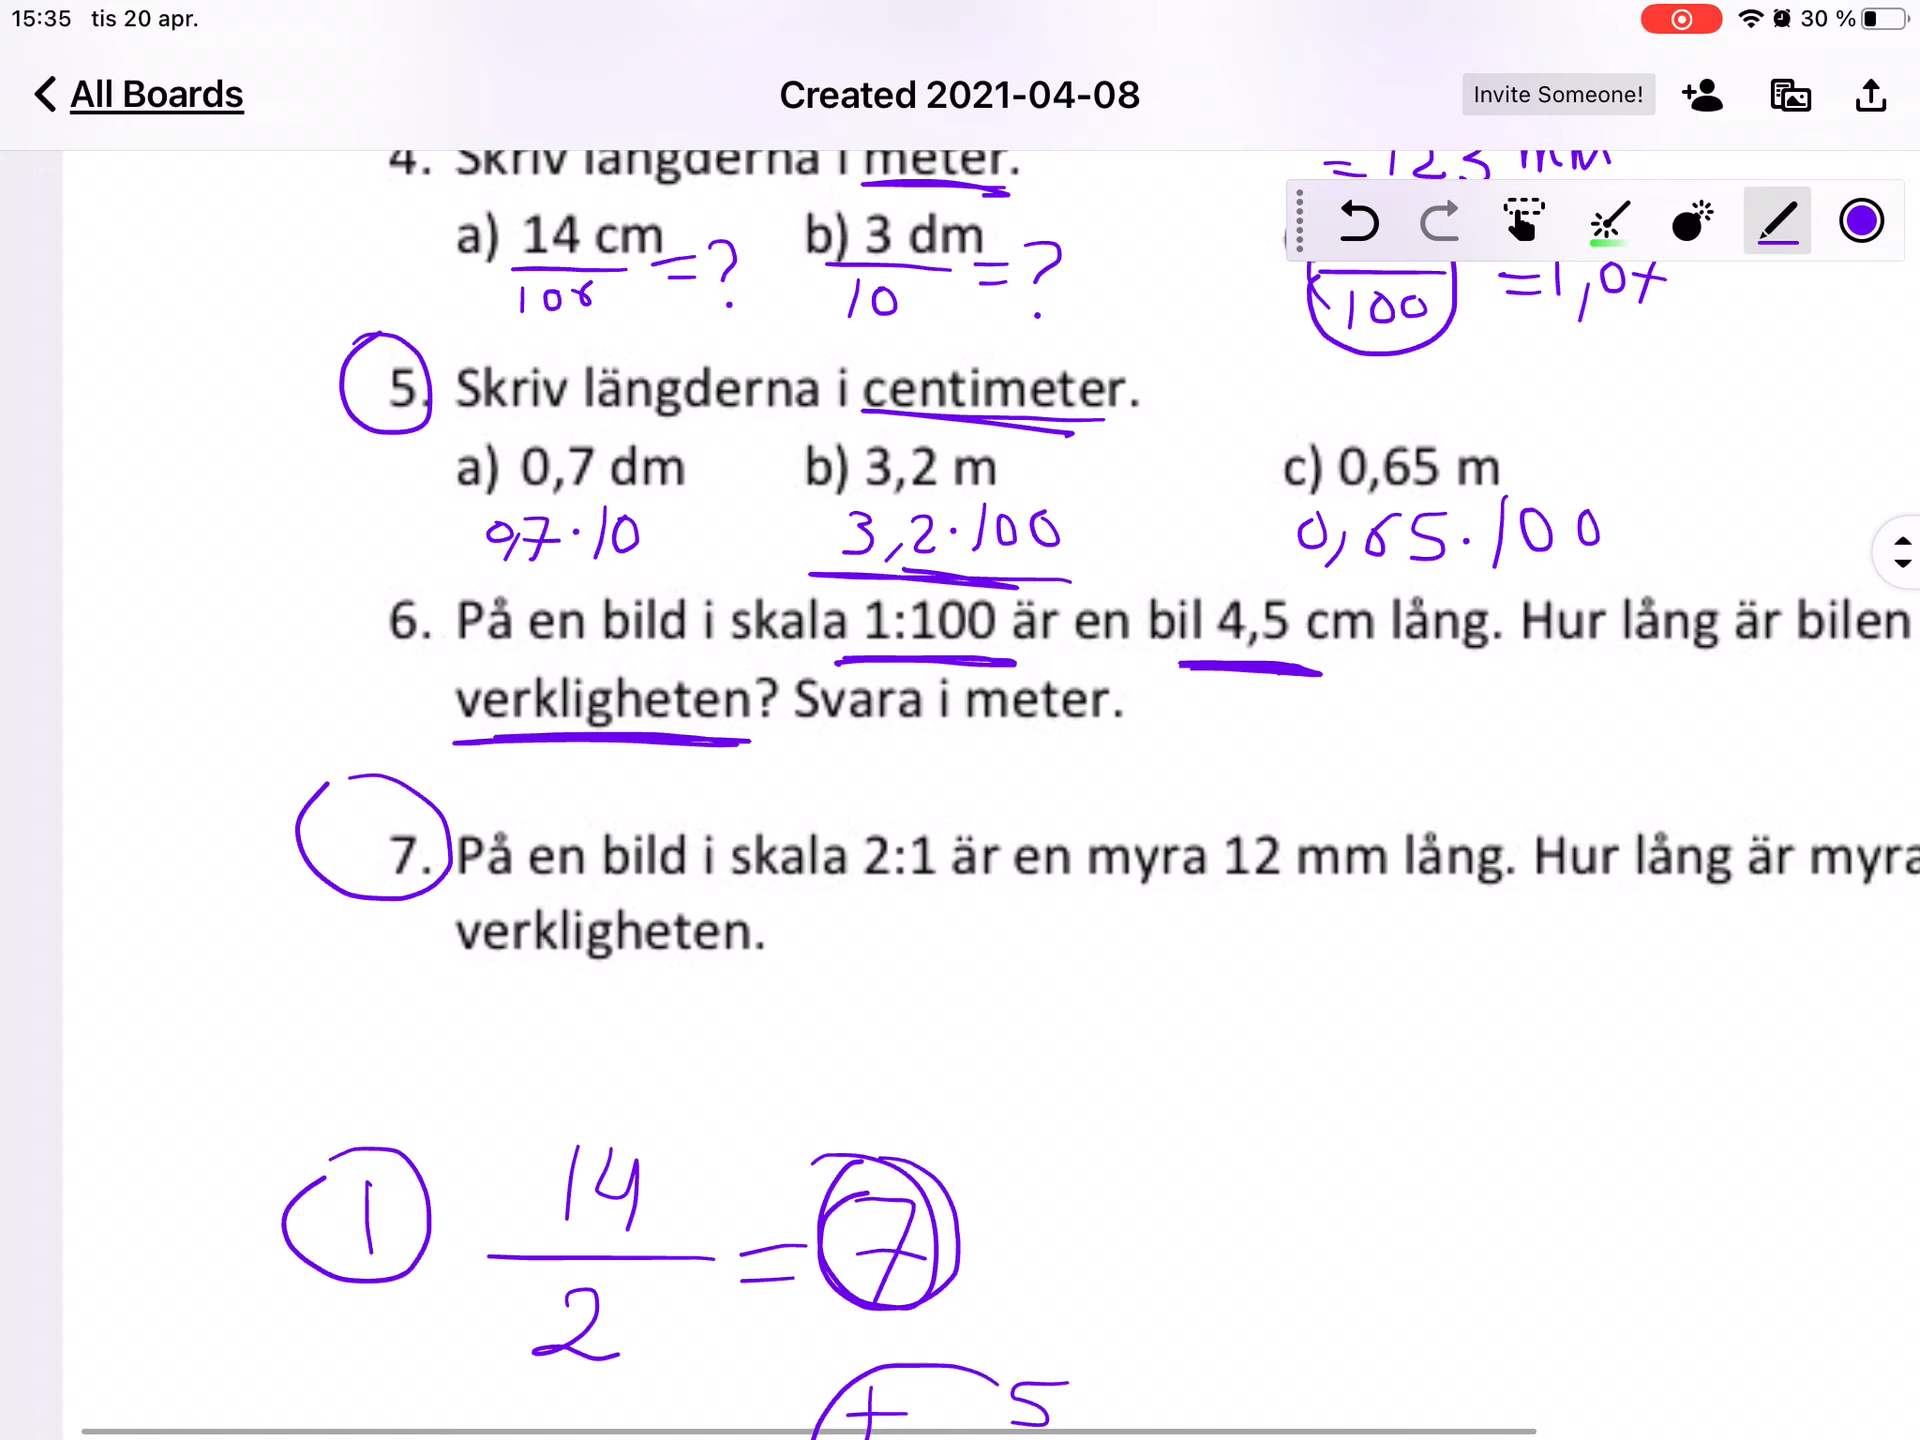 15:35 tis 20 apr. 30 %
All Boards Created 2021-04-08 Invite Someone!
4. Skriv längderna i meter. = 123 mm
a) 14 cm b) 3 dm
= ? = ?
100 10 100 = 1,07
5. Skriv längderna i centimeter.
a) 0,7 dm b) 3,2 m c) 0,65 m
0,7 · 10 3,2 · 100 0,65 · 100
6. På en bild i skala 1:100 är en bil 4,5 cm lång. Hur lång är bilen
verkligheten? Svara i meter.
7. På en bild i skala 2:1 är en myra 12 mm lång. Hur lång är myra
verkligheten.
1 14
= 7
2
5